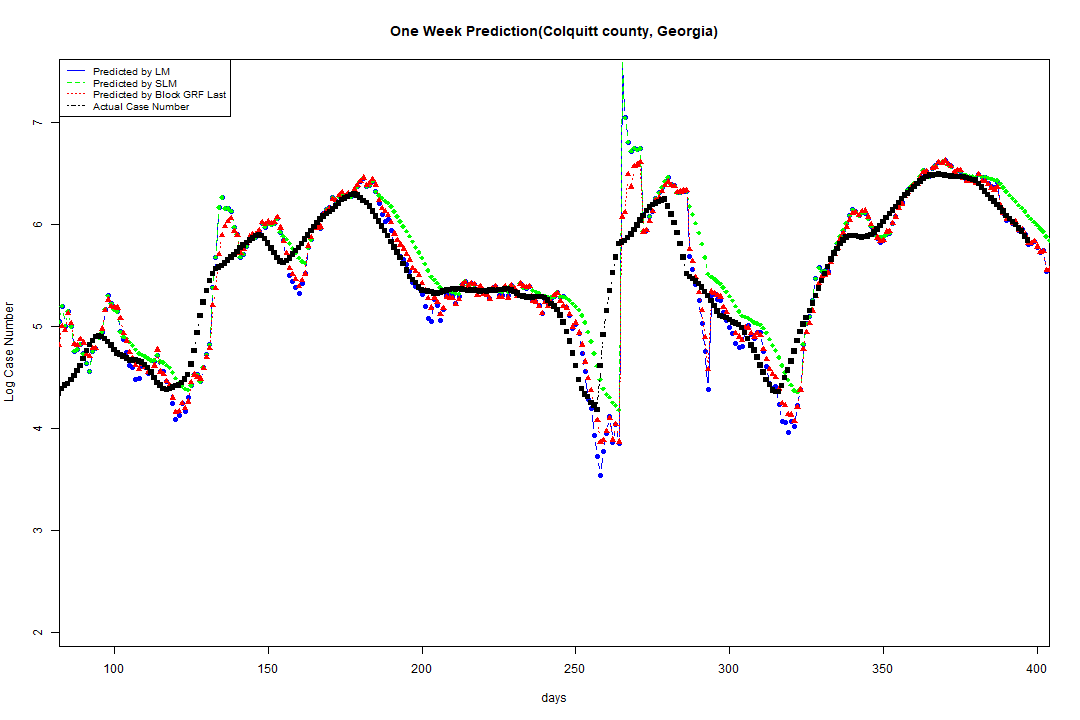 One Week Prediction(Colquitt county, Georgia)
Predicted by LM
Predicted by SLM
Predicted by Block GRF Last
Actual Case Number
Log Case Number
7
6
5
4
3
2
100 150 200 250 300 350 400
days